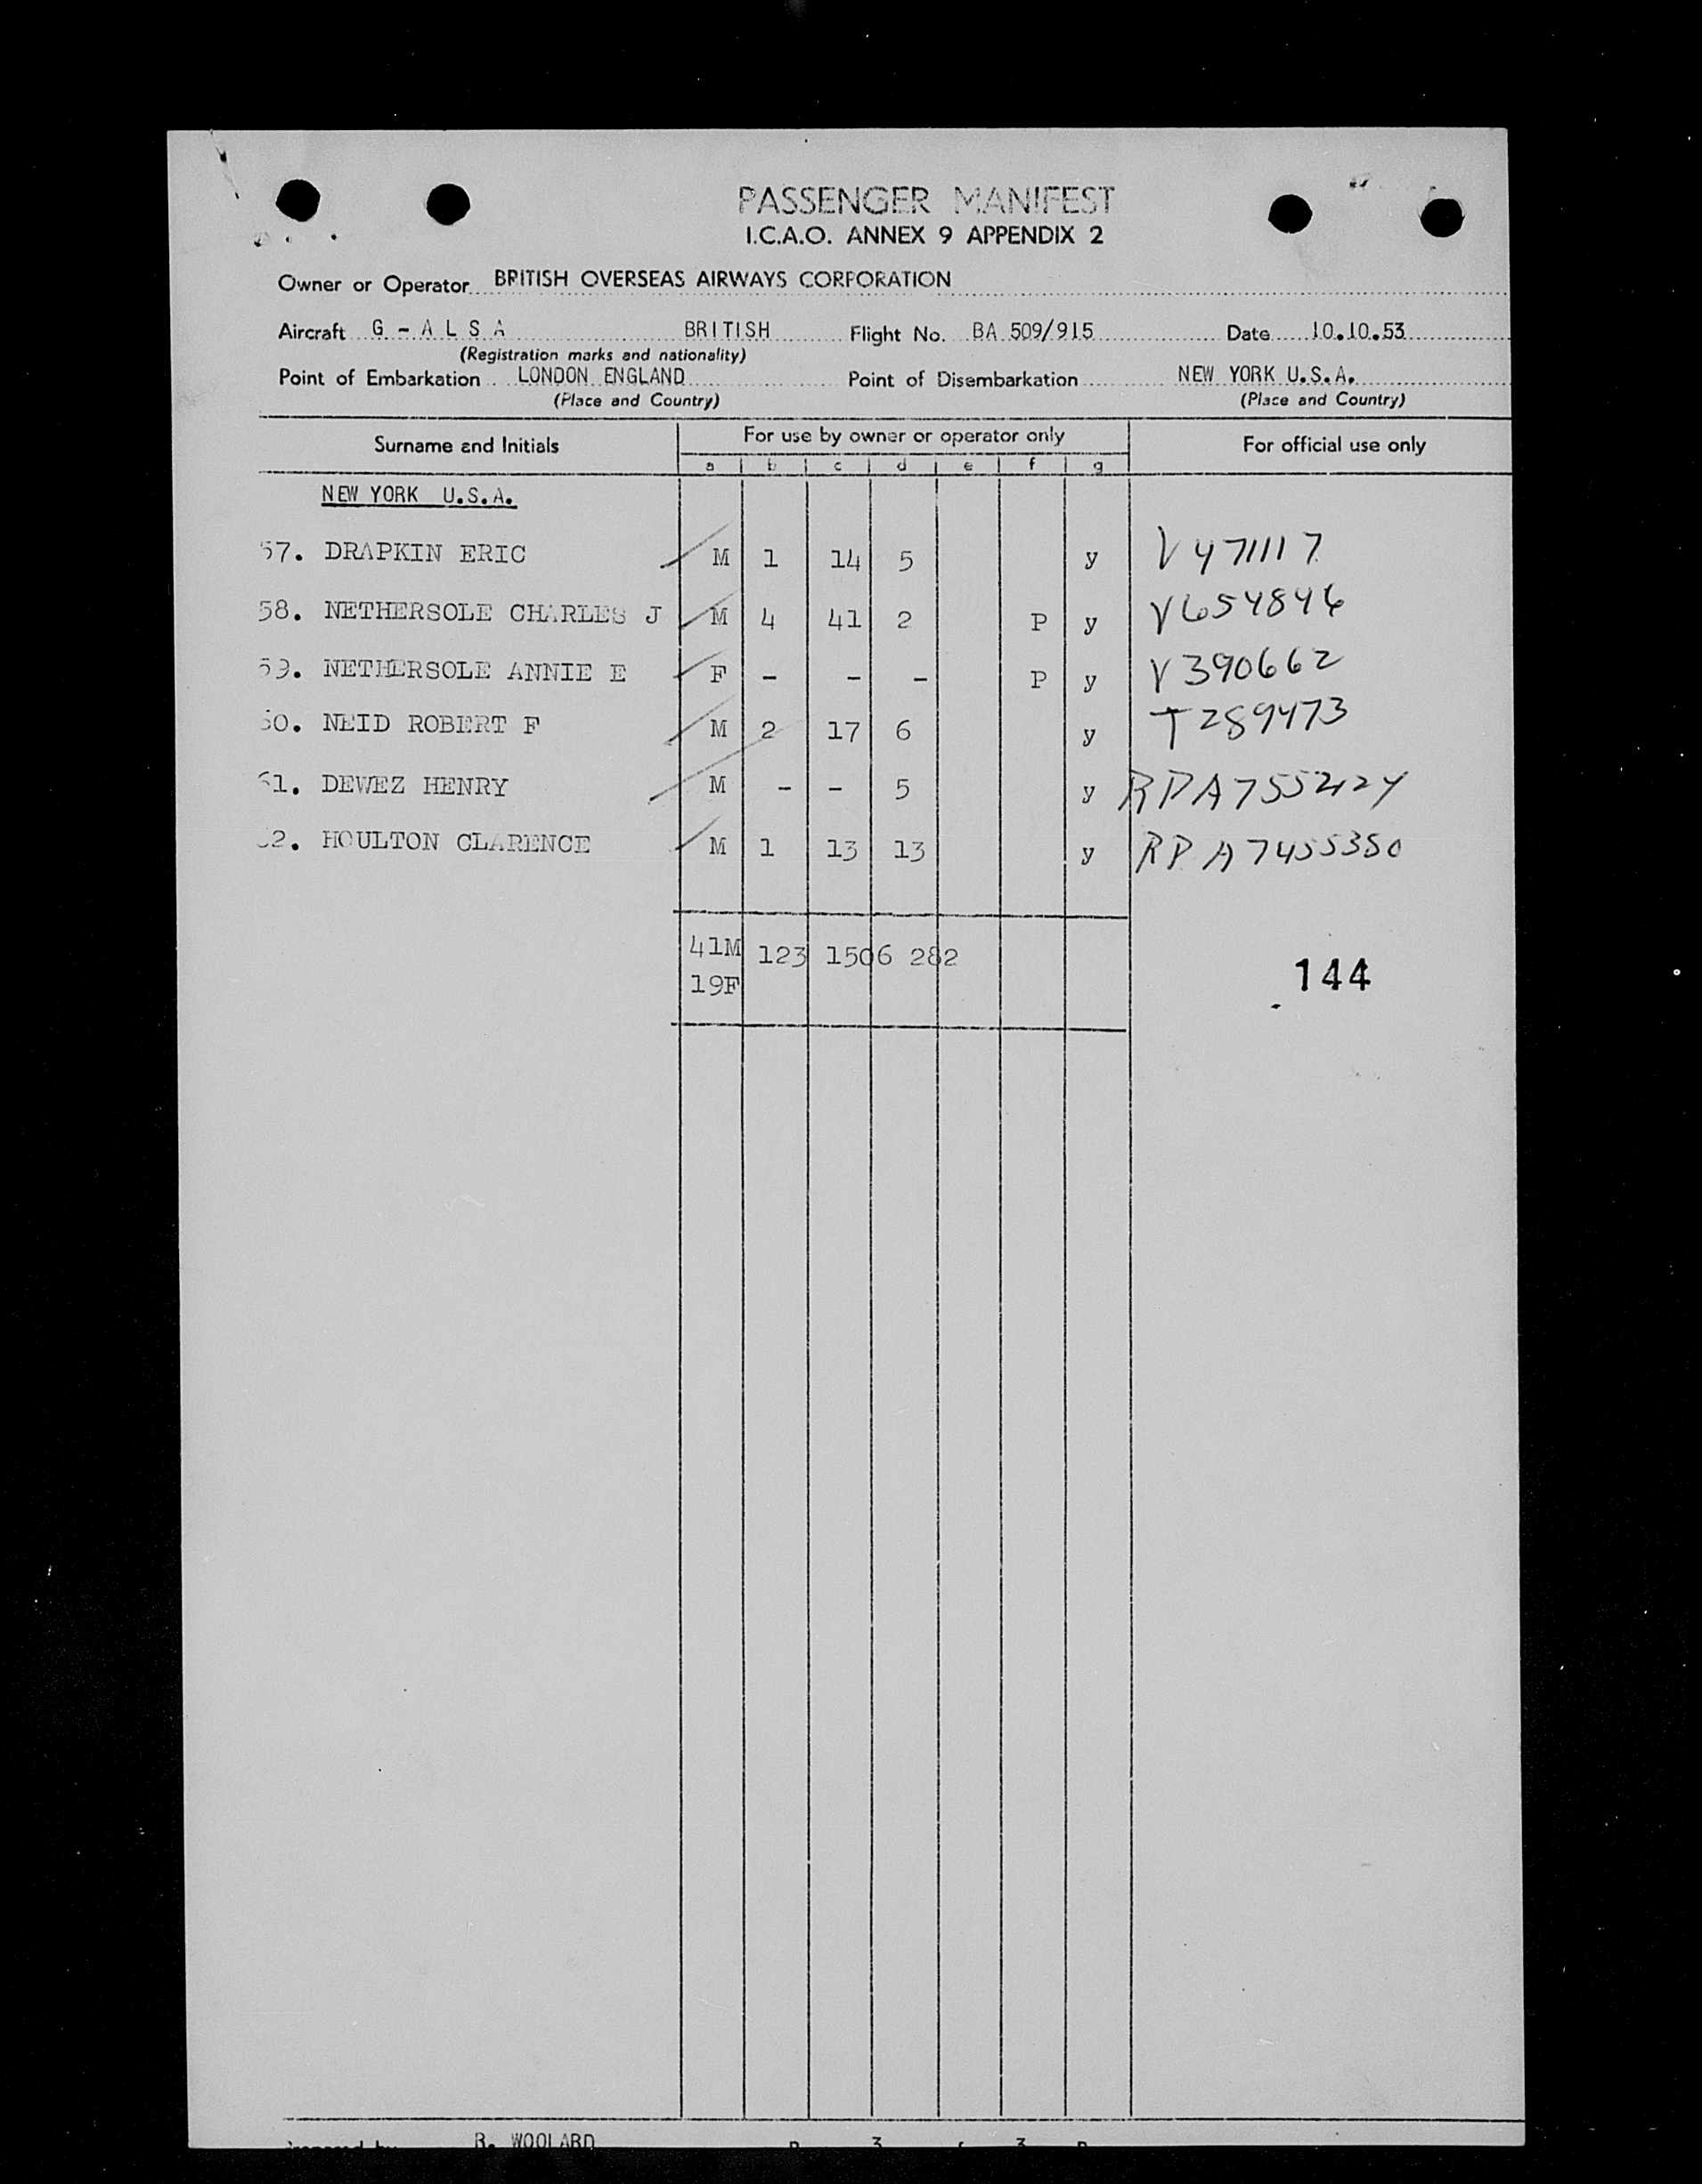 PASSENGER MANIFEST
I.C.A.O. ANNEX 9 APPENDIX 2
Owner or Operator BRITISH OVERSEAS AIRWAYS CORPORATION
Aircraft G - A L S A BRITISH Flight No. BA 509/915 Date 10.10.53
(Registration marks and nationality)
Point of Embarkation LONDON ENGLAND Point of Disembarkation NEW YORK U.S.A.
(Place and Country) (Place and Country)
Surname and Initials For use by owner or operator only For official use only
a b c d e f g
NEW YORK U.S.A.
57. DRAPKIN ERIC M 1 14 5 y V471117
58. NETHERSOLE CHARLES J M 4 41 2 P y V654846
59. NETHERSOLE ANNIE E F - - - P y V390662
60. NEID ROBERT F M 2 17 6 y T289473
61. DEWEZ HENRY M - - 5 y
62. HOULTON CLARENCE M 1 13 13 y RPA7455350
41M 123 1506 282
19F
144
R. WOOLARD